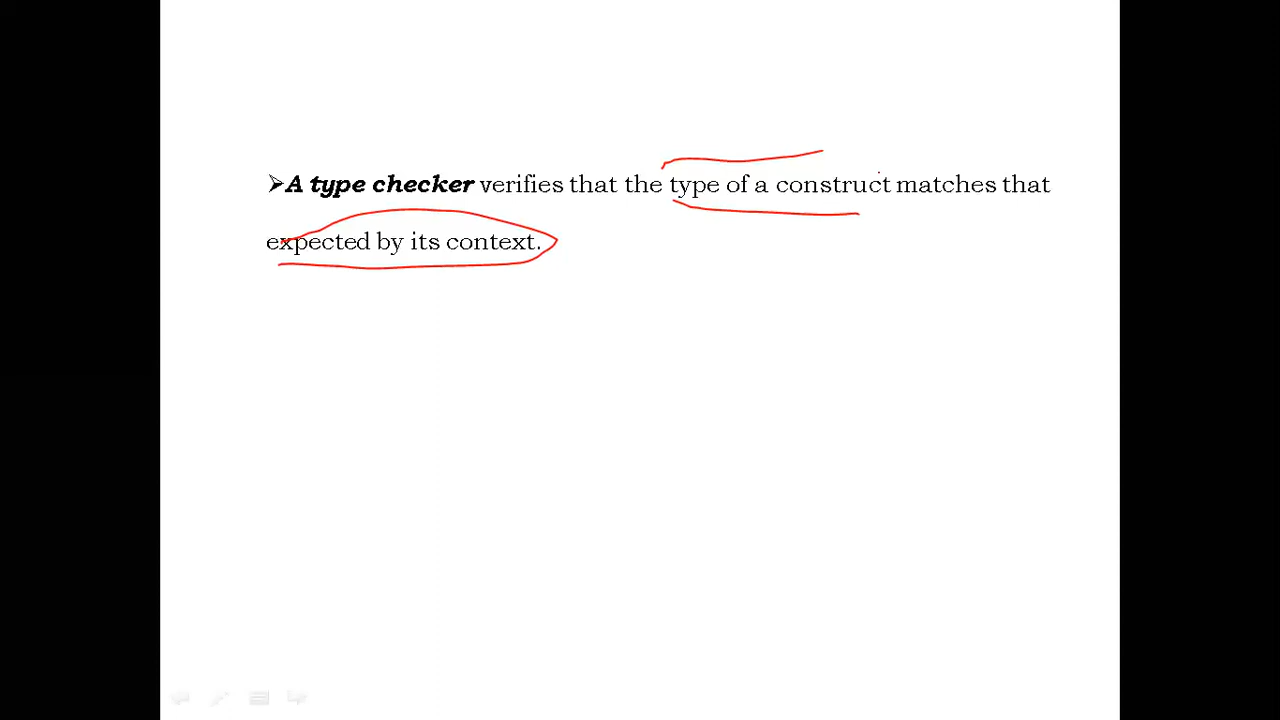 ➢A type checker verifies that the type of a construct matches that
expected by its context.